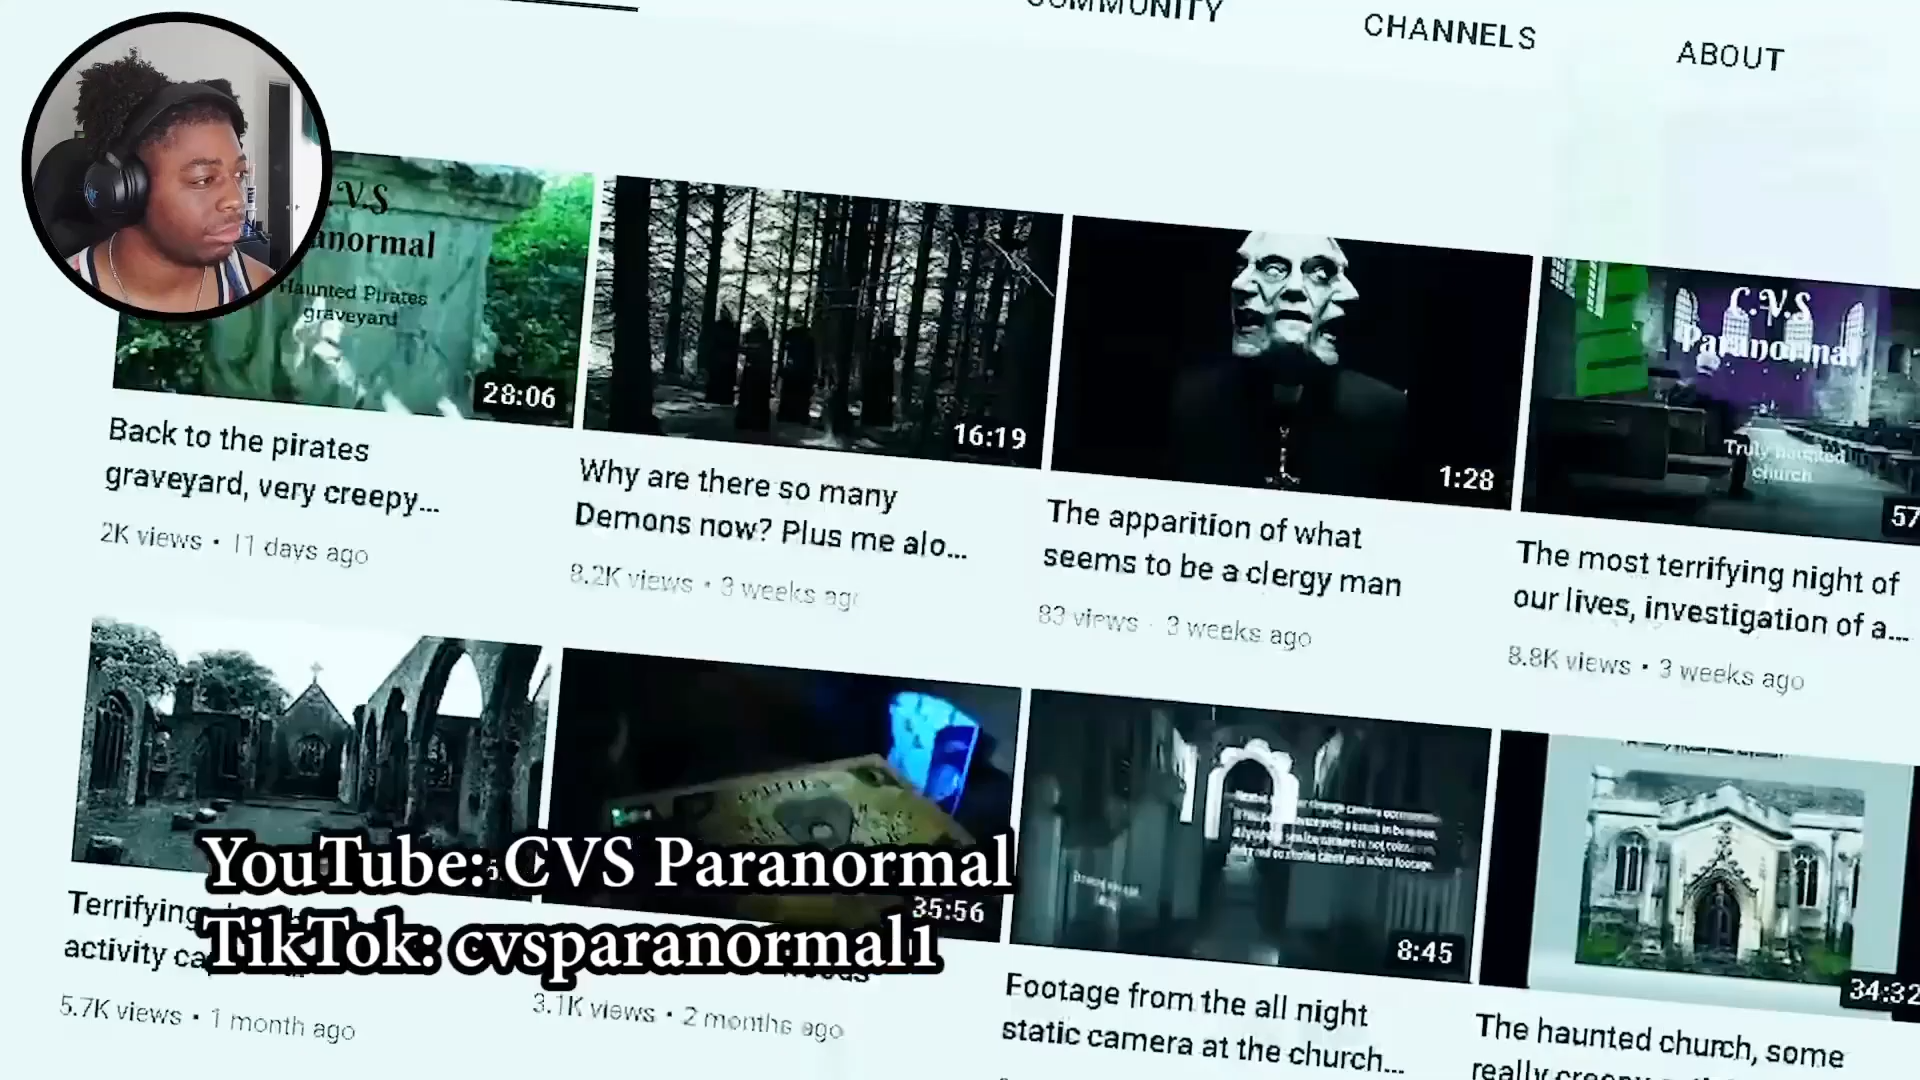 COMMUNITY
CHANNELS
ABOUT
V.S
Haunted Pirates
graveyard
28:06
Back to the pirates
graveyard, very creepy...
2K views • 11 days ago
16:19
Why are there so many
Demons now? Plus me alo...
8.2K views • 3 weeks ago
1:28
The apparition of what
seems to be a clergy man
83 views · 3 weeks ago
C.V.S
Paranormal
Truly haunted
church
57
The most terrifying night of
our lives, investigation of a...
8.8K views • 3 weeks ago
Terrifying
activity
5.7K views • 1 month ago
35:56
3.1K views • 2 months ago
8:45
Footage from the all night
static camera at the church...
34:32
The haunted church, some
really creepy
YouTube: CVS Paranormal
TikTok: cvsparanormal1